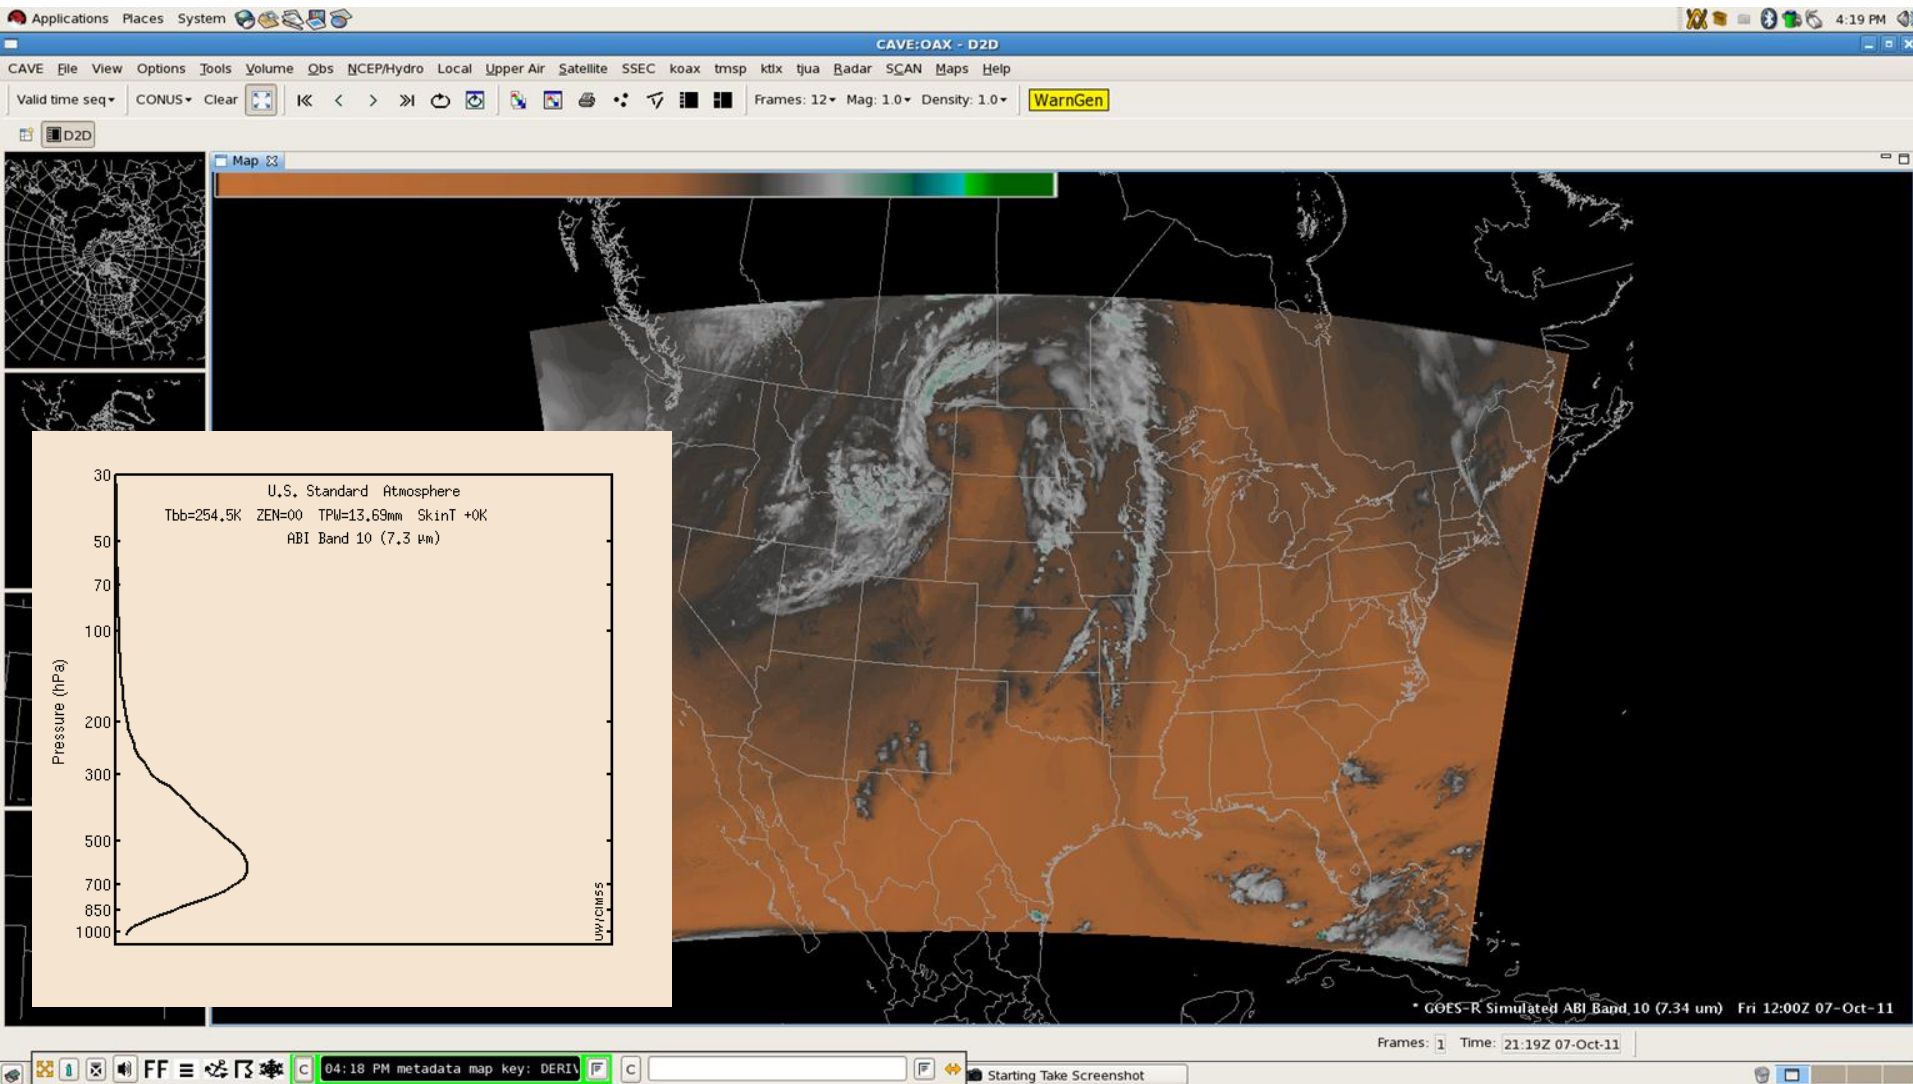 Applications Places System 4:19 PM
CAVE:OAX - D2D
CAVE File View Options Tools Volume Obs NCEP/Hydro Local Upper Air Satellite SSEC koax tmsp ktlx tjua Radar SCAN Maps Help
Valid time seq CONUS Clear Frames: 12 Mag: 1.0 Density: 1.0 WarnGen
D2D
Map
30
50
70
100
200
300
500
700
850
1000
Pressure (hPa)
U.S. Standard Atmosphere
Tbb=254.5K ZEN=00 TPW=13.69mm SkinT +0K
ABI Band 10 (7.3 μm)
UW/CIMSS
* GOES-R Simulated ABI Band 10 (7.34 um) Fri 12:00Z 07-Oct-11
Frames: 1 Time: 21:19Z 07-Oct-11
FF C 04:18 PM metadata map key: DERIV F C F
Starting Take Screenshot